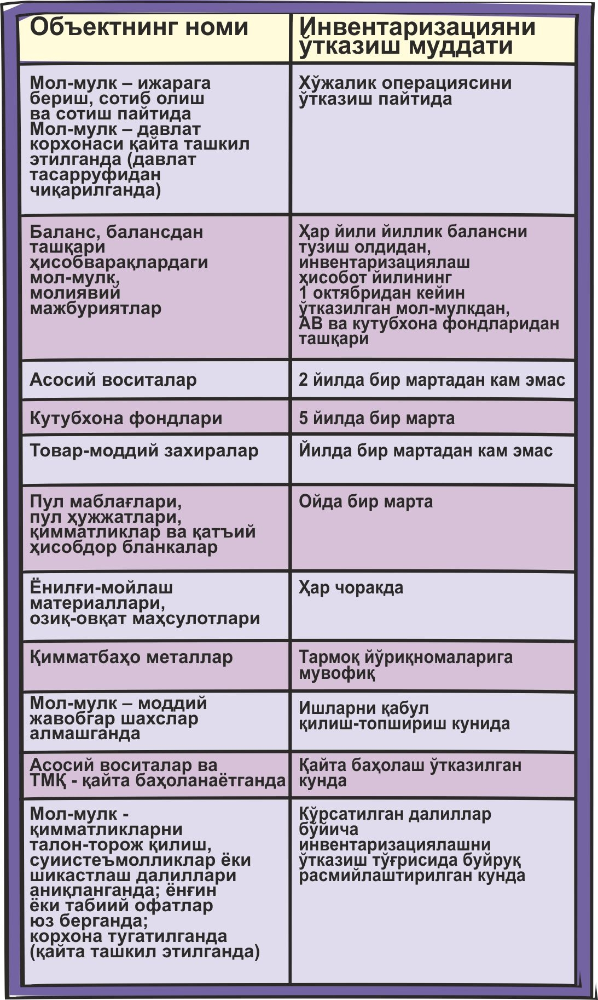 Объектнинг номи
Инвентаризацияни
ўтказиш муддати
Мол-мулк – ижарага
бериш, сотиб олиш
ва сотиш пайтида
Мол-мулк – давлат
корхонаси қайта ташкил
этилганда (давлат
тасарруфидан
чиқарилганда)
Хўжалик операциясини
ўтказиш пайтида
Баланс, балансдан
ташқари
ҳисобварақлардаги
мол-мулк,
молиявий
мажбуриятлар
Ҳар йили йиллик балансни
тузиш олдидан,
инвентаризациялаш
ҳисобот йилининг
1 октябридан кейин
ўтказилган мол-мулкдан,
АВ ва кутубхона фондларидан
ташқари
Асосий воситалар
2 йилда бир мартадан кам эмас
Кутубхона фондлари
5 йилда бир марта
Товар-моддий захиралар
Йилда бир мартадан кам эмас
Пул маблағлари,
пул ҳужжатлари,
қимматликлар ва қатъий
ҳисобдор бланкалар
Ойда бир марта
Ёнилғи-мойлаш
материаллари,
озиқ-овқат маҳсулотлари
Ҳар чоракда
Қимматбаҳо металлар
Тармоқ йўриқномаларига
мувофиқ
Мол-мулк – моддий
жавобгар шахслар
алмашганда
Ишларни қабул
қилиш-топшириш кунида
Асосий воситалар ва
ТМҚ - қайта баҳоланаётганда
Қайта баҳолаш ўтказилган
кунда
Мол-мулк -
қимматликларни
талон-торож қилиш,
суиистеъмолликлар ёки
шикастлаш далиллари
аниқланганда; ёнғин
ёки табиий офатлар
юз берганда;
корхона тугатилганда
(қайта ташкил этилганда)
Кўрсатилган далиллар
бўйича
инвентаризациялашни
ўтказиш тўғрисида буйруқ
расмийлаштирилган кунда